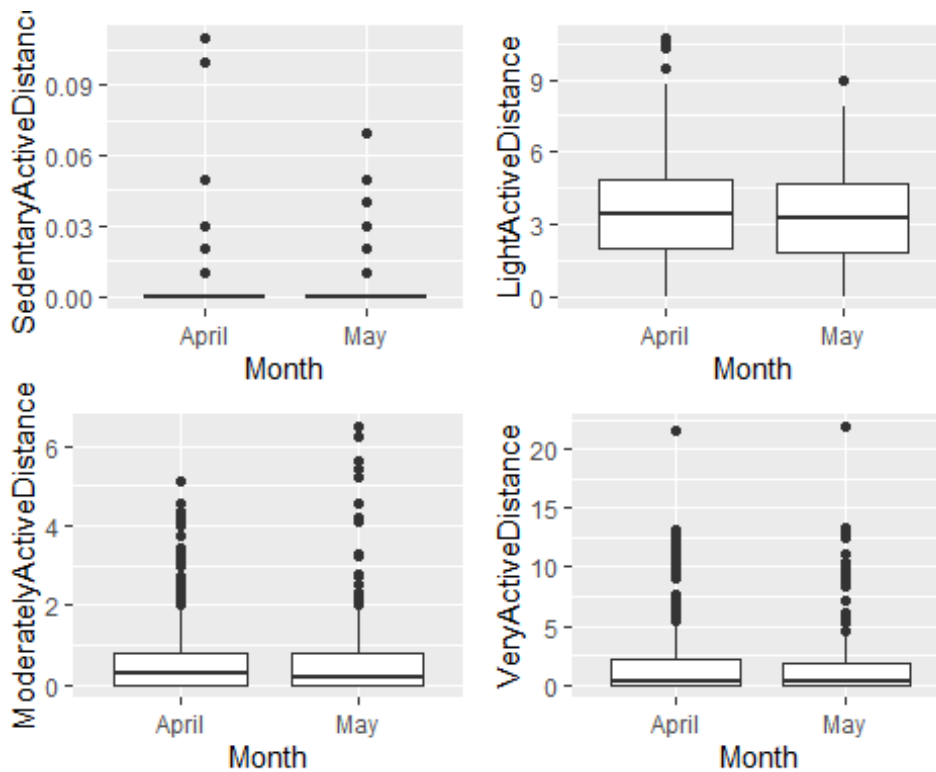 SedentaryActiveDistance
0.09
0.06
0.03
0.00
April May
Month
LightActiveDistance
9
6
3
0
April May
Month
ModeratelyActiveDistance
6
4
2
0
April May
Month
VeryActiveDistance
20
15
10
5
0
April May
Month